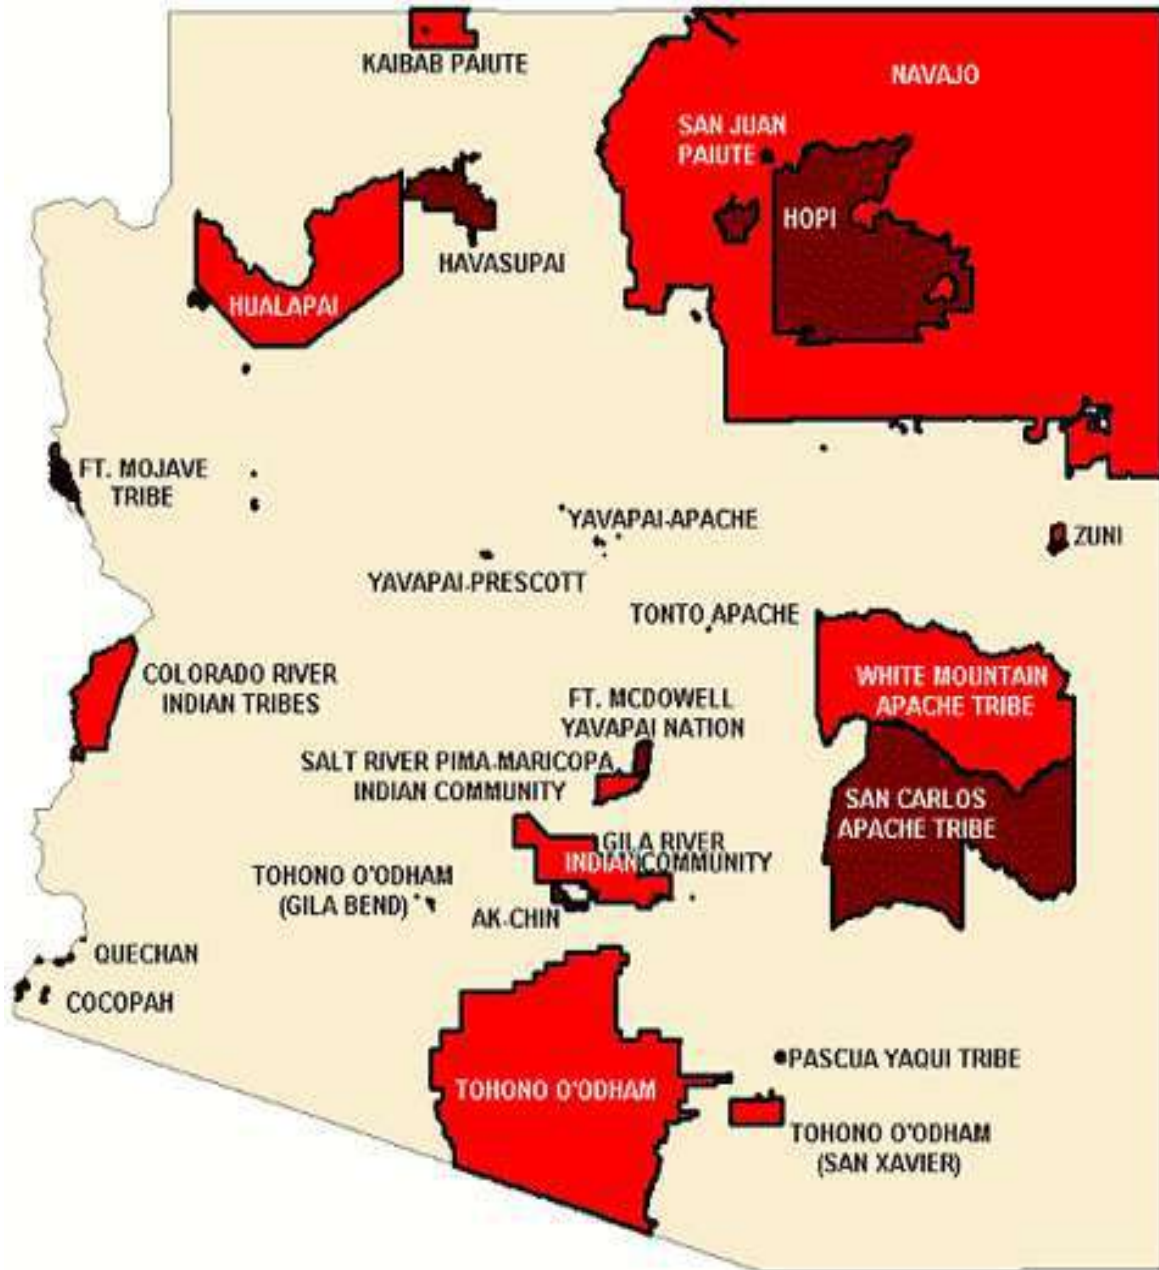 KAIBAB PAIUTE
NAVAJO
SAN JUAN
PAIUTE
HOPI
HAVASUPAI
HUALAPAI
FT. MOJAVE
TRIBE
YAVAPAI-APACHE
ZUNI
YAVAPAI-PRESCOTT
TONTO APACHE
COLORADO RIVER
INDIAN TRIBES
WHITE MOUNTAIN
APACHE TRIBE
FT. MCDOWELL
YAVAPAI NATION
SALT RIVER PIMA-MARICOPA
INDIAN COMMUNITY
SAN CARLOS
APACHE TRIBE
GILA RIVER
INDIAN COMMUNITY
TOHONO O'ODHAM
(GILA BEND)
AK-CHIN
QUECHAN
COCOPAH
PASCUA YAQUI TRIBE
TOHONO O'ODHAM
TOHONO O'ODHAM
(SAN XAVIER)